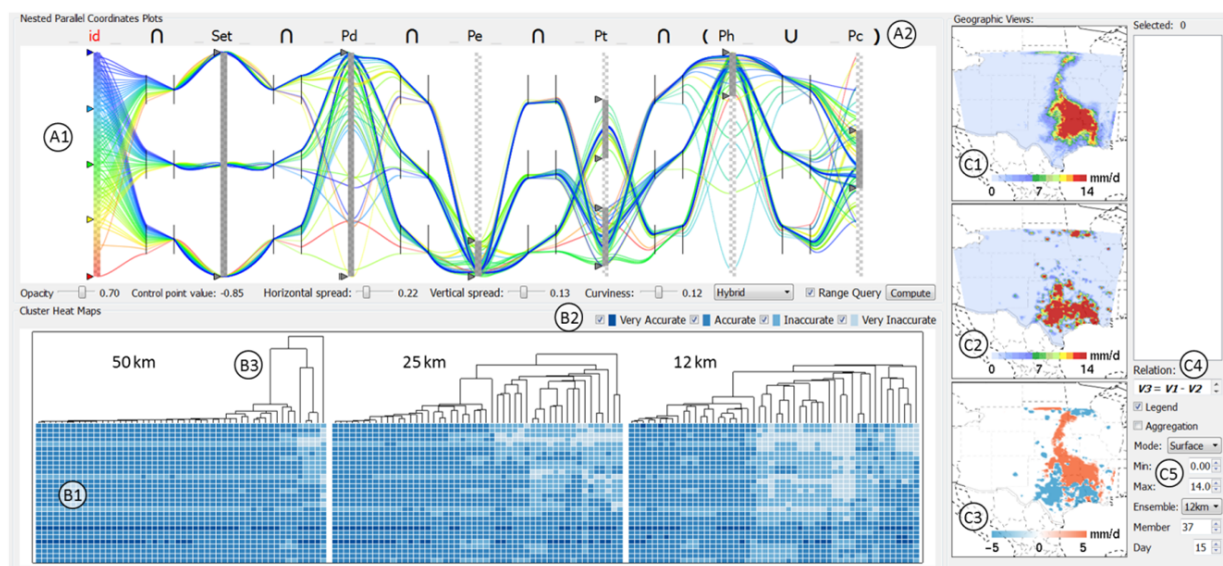 Nested Parallel Coordinates Plots
id ∩ Set ∩ Pd ∩ Pe ∩ Pt ∩ ( Ph ∪ Pc ) A2
A1
Opacity 0.70 Control point value: -0.85 Horizontal spread: 0.22 Vertical spread: 0.13 Curviness: 0.12 Hybrid Range Query Compute
Cluster Heat Maps
B2 Very Accurate Accurate Inaccurate Very Inaccurate
50 km B3 25 km 12 km
B1
Geographic Views:
C1
0 7 14 mm/d
C2
0 7 14 mm/d
C3
-5 0 5 mm/d
Selected: 0
Relation: C4
V3 = V1 - V2
Legend
Aggregation
Mode: Surface
Min: 0.00
C5
Max: 14.0
Ensemble: 12km
Member 37
Day 15